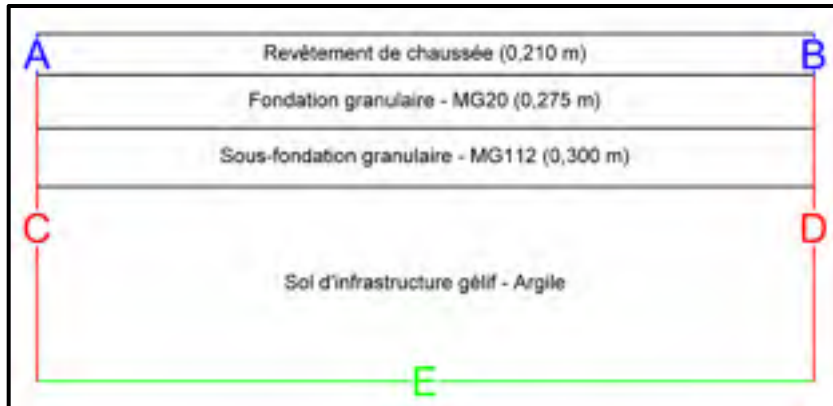 A
Revêtement de chaussée (0,210 m)
B
Fondation granulaire - MG20 (0,275 m)
Sous-fondation granulaire - MG112 (0,300 m)
C
D
Sol d'infrastructure gélif - Argile
E